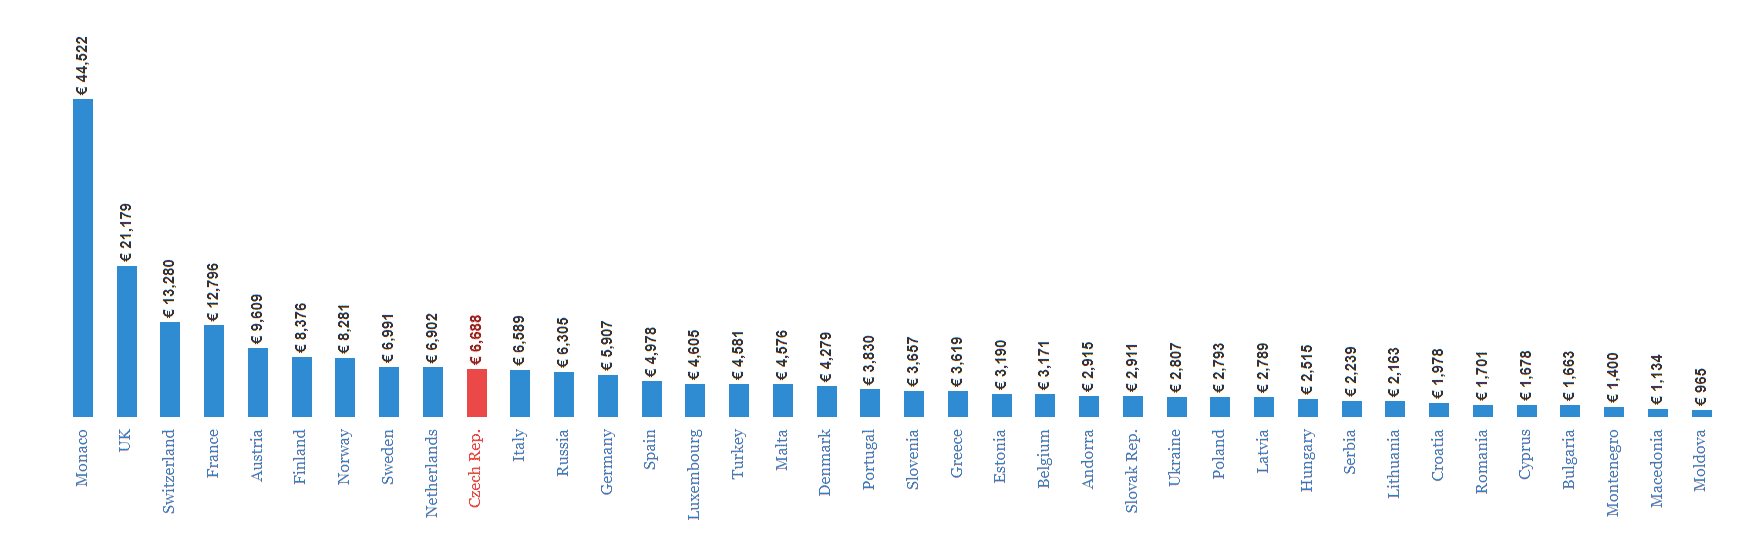 € 44,522
€ 21,179
€ 13,280
€ 12,796
€ 9,609
€ 8,376
€ 8,281
€ 6,991
€ 6,902
€ 6,688
€ 6,589
€ 6,305
€ 5,907
€ 4,978
€ 4,605
€ 4,581
€ 4,576
€ 4,279
€ 3,830
€ 3,657
€ 3,619
€ 3,190
€ 3,171
€ 2,915
€ 2,911
€ 2,807
€ 2,793
€ 2,789
€ 2,515
€ 2,239
€ 2,163
€ 1,978
€ 1,701
€ 1,678
€ 1,663
€ 1,400
€ 1,134
€ 965
Monaco
UK
Switzerland
France
Austria
Finland
Norway
Sweden
Netherlands
Czech Rep.
Italy
Russia
Germany
Spain
Luxembourg
Turkey
Malta
Denmark
Portugal
Slovenia
Greece
Estonia
Belgium
Andorra
Slovak Rep.
Ukraine
Poland
Latvia
Hungary
Serbia
Lithuania
Croatia
Romania
Cyprus
Bulgaria
Montenegro
Macedonia
Moldova